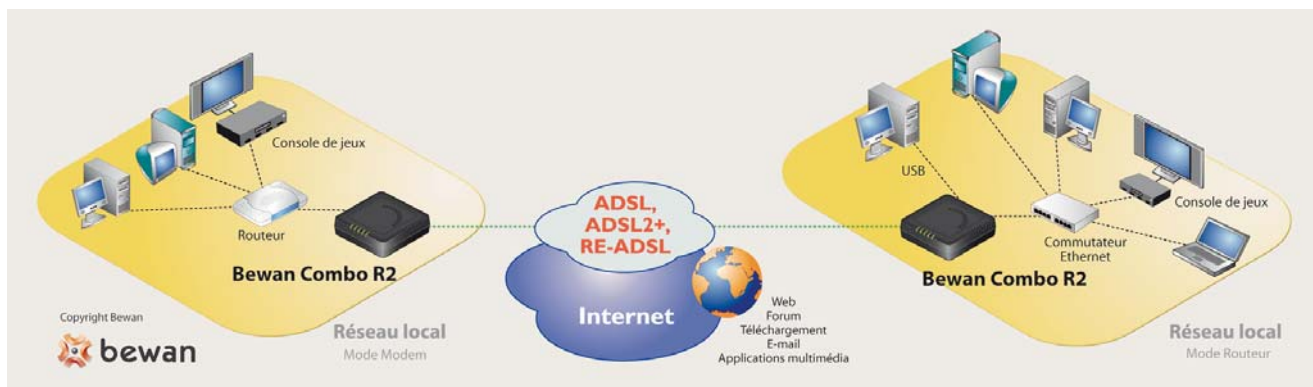 Console de jeux
Routeur
Bewan Combo R2
Copyright Bewan
bewan
Réseau local
Mode Modem
ADSL,
ADSL2+,
RE-ADSL
Internet
Web
Forum
Téléchargement
E-mail
Applications multimédia
USB
Console de jeux
Commutateur
Ethernet
Bewan Combo R2
Réseau local
Mode Routeur